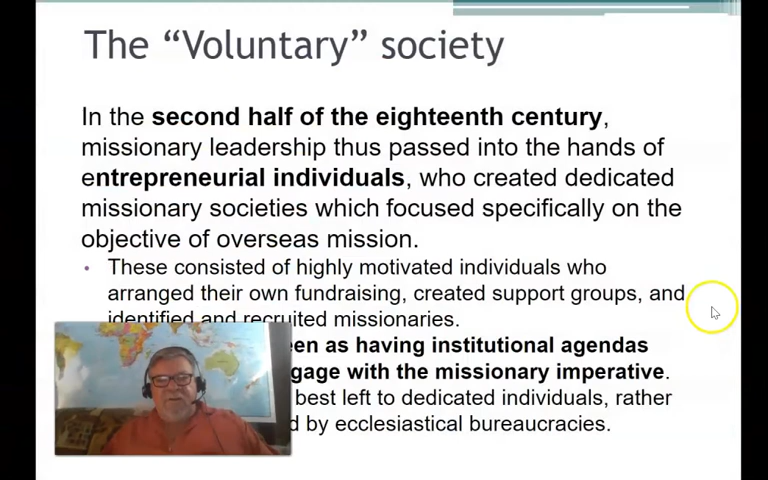 The “Voluntary” society
In the second half of the eighteenth century,
missionary leadership thus passed into the hands of
entrepreneurial individuals, who created dedicated
missionary societies which focused specifically on the
objective of overseas mission.
• These consisted of highly motivated individuals who
arranged their own fundraising, created support groups, and
identified and recruited missionaries.
as having institutional agendas
with the missionary imperative.
best left to dedicated individuals, rather
by ecclesiastical bureaucracies.